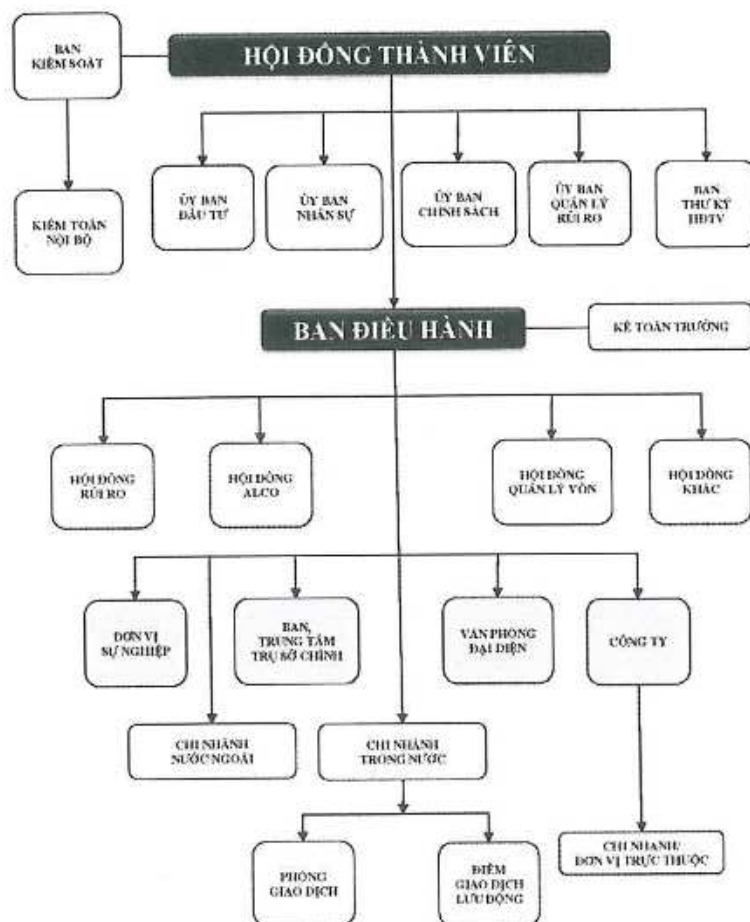 BAN
KIỂM SOÁT
HỘI ĐỒNG THÀNH VIÊN
KIỂM TOÁN
NỘI BỘ
ỦY BAN
ĐẦU TƯ
ỦY BAN
NHÂN SỰ
ỦY BAN
CHÍNH SÁCH
ỦY BAN
QUẢN LÝ
RỦI RO
BAN
THƯ KÝ
HĐTV
BAN ĐIỀU HÀNH
KẾ TOÁN TRƯỞNG
HỘI ĐỒNG
RỦI RO
HỘI ĐỒNG
ALCO
HỘI ĐỒNG
QUẢN LÝ VỐN
HỘI ĐỒNG
KHÁC
ĐƠN VỊ
SỰ NGHIỆP
BAN,
TRUNG TÂM
TRỤ SỞ CHÍNH
VĂN PHÒNG
ĐẠI DIỆN
CÔNG TY
CHI NHÁNH
NƯỚC NGOÀI
CHI NHÁNH
TRONG NƯỚC
PHÒNG
GIAO DỊCH
ĐIỂM
GIAO DỊCH
LƯU ĐỘNG
CHI NHÁNH/
ĐƠN VỊ TRỰC THUỘC